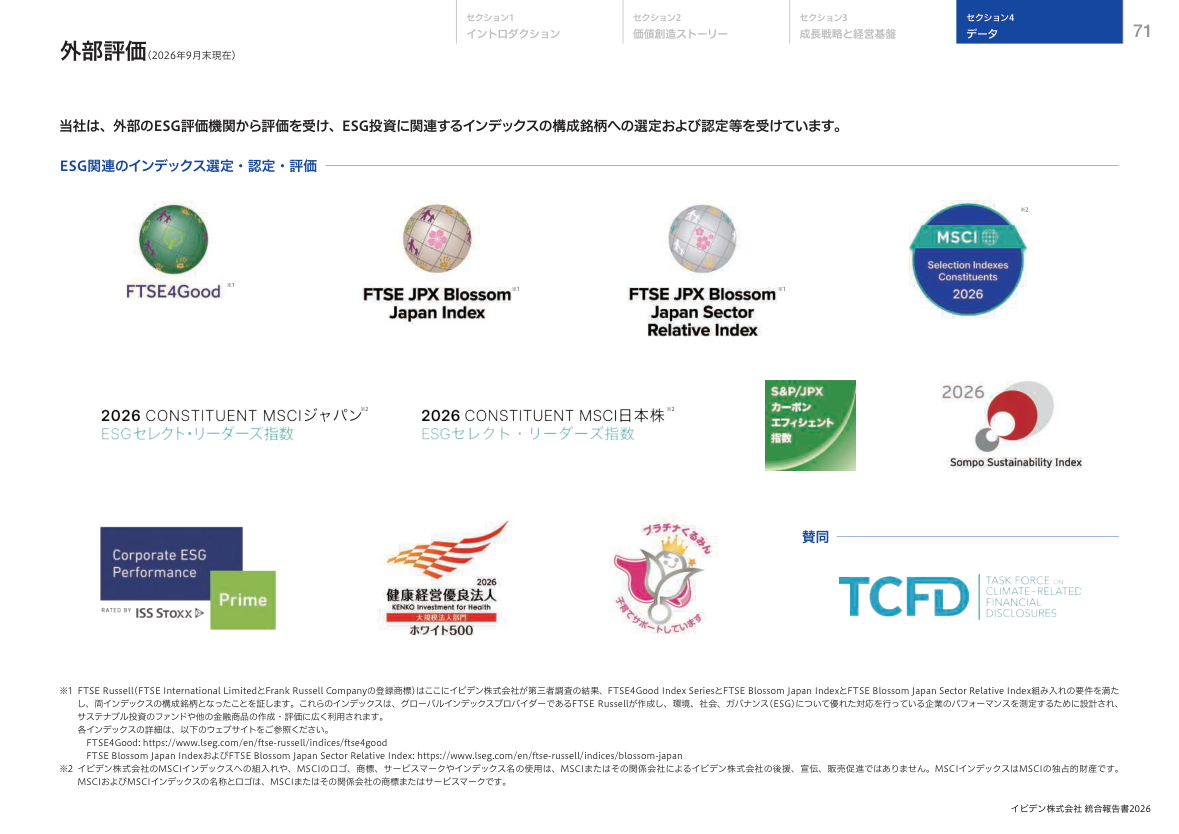 セクション1
イントロダクション
セクション2
価値創造ストーリー
セクション3
成長戦略と経営基盤
セクション4
データ
71
外部評価(2026年9月末現在)
当社は、外部のESG評価機関から評価を受け、ESG投資に関連するインデックスの構成銘柄への選定および認定等を受けています。
ESG関連のインデックス選定・認定・評価
FTSE4Good ※1
FTSE JPX Blossom ※1
Japan Index
FTSE JPX Blossom ※1
Japan Sector
Relative Index
※2
MSCI
Selection Indexes
Constituents
2026
2026 CONSTITUENT MSCIジャパン ※2
ESGセレクト・リーダーズ指数
2026 CONSTITUENT MSCI日本株 ※2
ESGセレクト・リーダーズ指数
S&P/JPX
カーボン
エフィシェント
指数
2026
Sompo Sustainability Index
Corporate ESG
Performance
RATED BY ISS STOXX
Prime
2026
健康経営優良法人
KENKO Investment for Health
大規模法人部門
ホワイト500
プラチナくるみん
子育てサポートしています
賛同
TCFD
TASK FORCE ON
CLIMATE-RELATED
FINANCIAL
DISCLOSURES
※1 FTSE Russell(FTSE International LimitedとFrank Russell Companyの登録商標)はここにイビデン株式会社が第三者調査の結果、FTSE4Good Index SeriesとFTSE Blossom Japan IndexとFTSE Blossom Japan Sector Relative Index組み入れの要件を満た
し、同インデックスの構成銘柄となったことを証します。これらのインデックスは、グローバルインデックスプロバイダーであるFTSE Russellが作成し、環境、社会、ガバナンス(ESG)について優れた対応を行っている企業のパフォーマンスを測定するために設計され、
サステナブル投資のファンドや他の金融商品の作成・評価に広く利用されます。
各インデックスの詳細は、以下のウェブサイトをご参照ください。
FTSE4Good: https://www.lseg.com/en/ftse-russell/indices/ftse4good
FTSE Blossom Japan IndexおよびFTSE Blossom Japan Sector Relative Index: https://www.lseg.com/en/ftse-russell/indices/blossom-japan
※2 イビデン株式会社のMSCIインデックスへの組入れや、MSCIのロゴ、商標、サービスマークやインデックス名の使用は、MSCIまたはその関係会社によるイビデン株式会社の後援、宣伝、販売促進ではありません。MSCIインデックスはMSCIの独占的財産です。
MSCIおよびMSCIインデックスの名称とロゴは、MSCIまたはその関係会社の商標またはサービスマークです。
イビデン株式会社 統合報告書2026